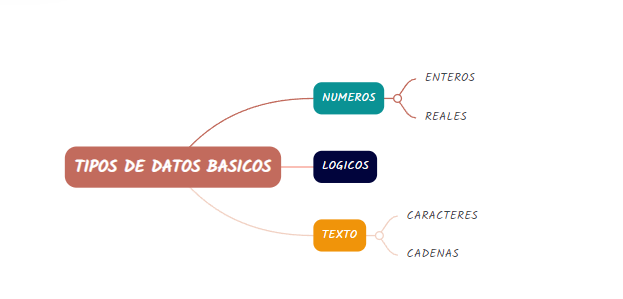 TIPOS DE DATOS BASICOS
NUMEROS
ENTEROS
REALES
LOGICOS
TEXTO
CARACTERES
CADENAS